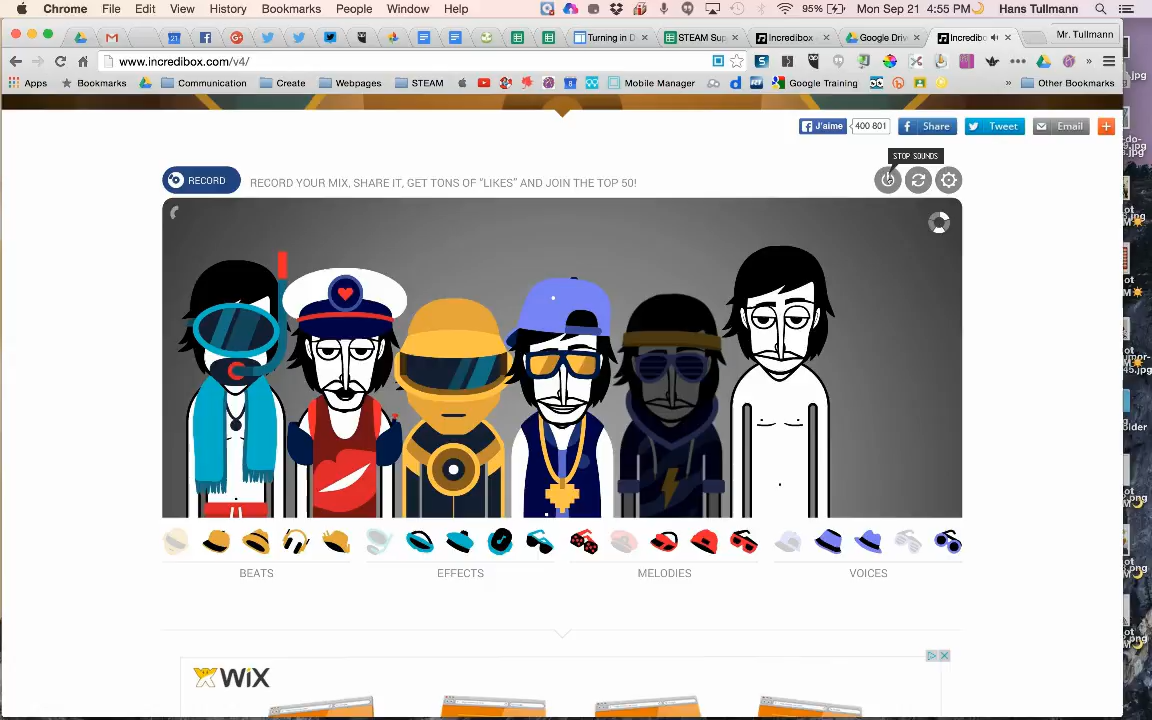 Chrome File Edit View History Bookmarks People Window Help 95% Mon Sep 21 4:55 PM Hans Tullmann
21 Turning in D STEAM Sup Incredibox Google Driv Incredibo Mr. Tullmann
www.incredibox.com/v4/
Apps Bookmarks Communication Create Webpages STEAM Mobile Manager Google Training » Other Bookmarks
J'aime 400 801 Share Tweet Email +
STOP SOUNDS
RECORD RECORD YOUR MIX, SHARE IT, GET TONS OF “LIKES” AND JOIN THE TOP 50!
BEATS EFFECTS MELODIES VOICES
WiX